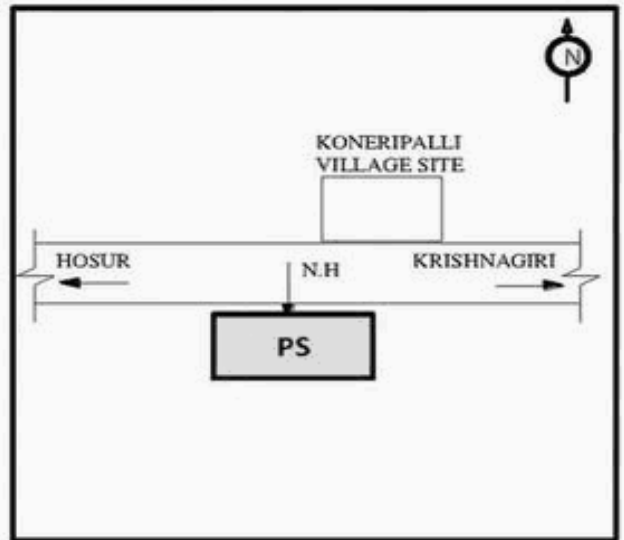 N
KONERIPALLI
VILLAGE SITE
HOSUR
N.H
KRISHNAGIRI
PS